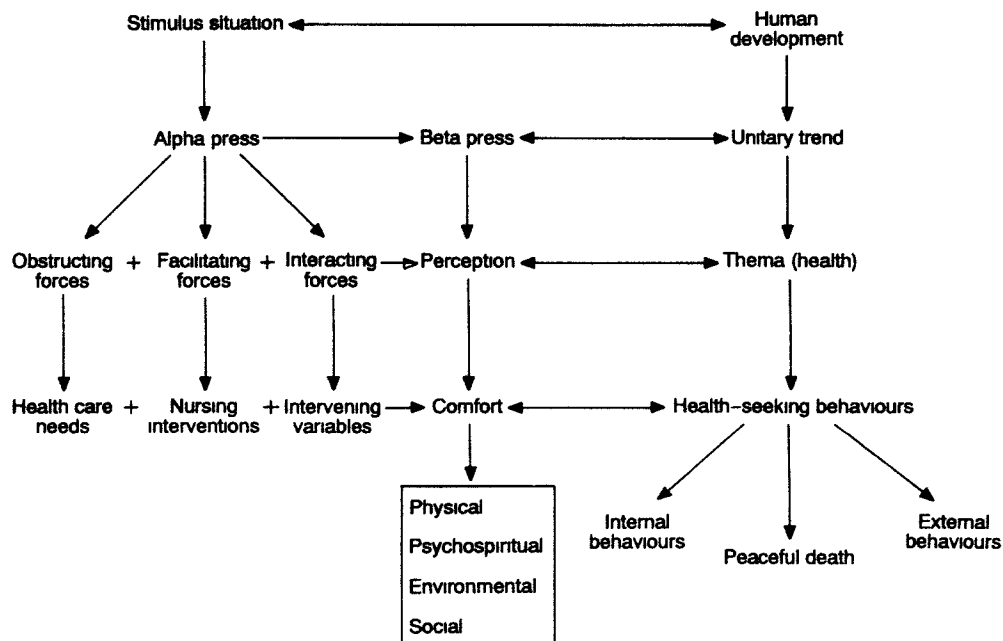 Stimulus situation
Human
development
Alpha press
Beta press
Unitary trend
Obstructing
forces
+
Facilitating
forces
+
Interacting
forces
Perception
Thema (health)
Health care
needs
+
Nursing
interventions
+
Intervening
variables
Comfort
Health-seeking behaviours
Physical
Psychospiritual
Environmental
Social
Internal
behaviours
Peaceful death
External
behaviours